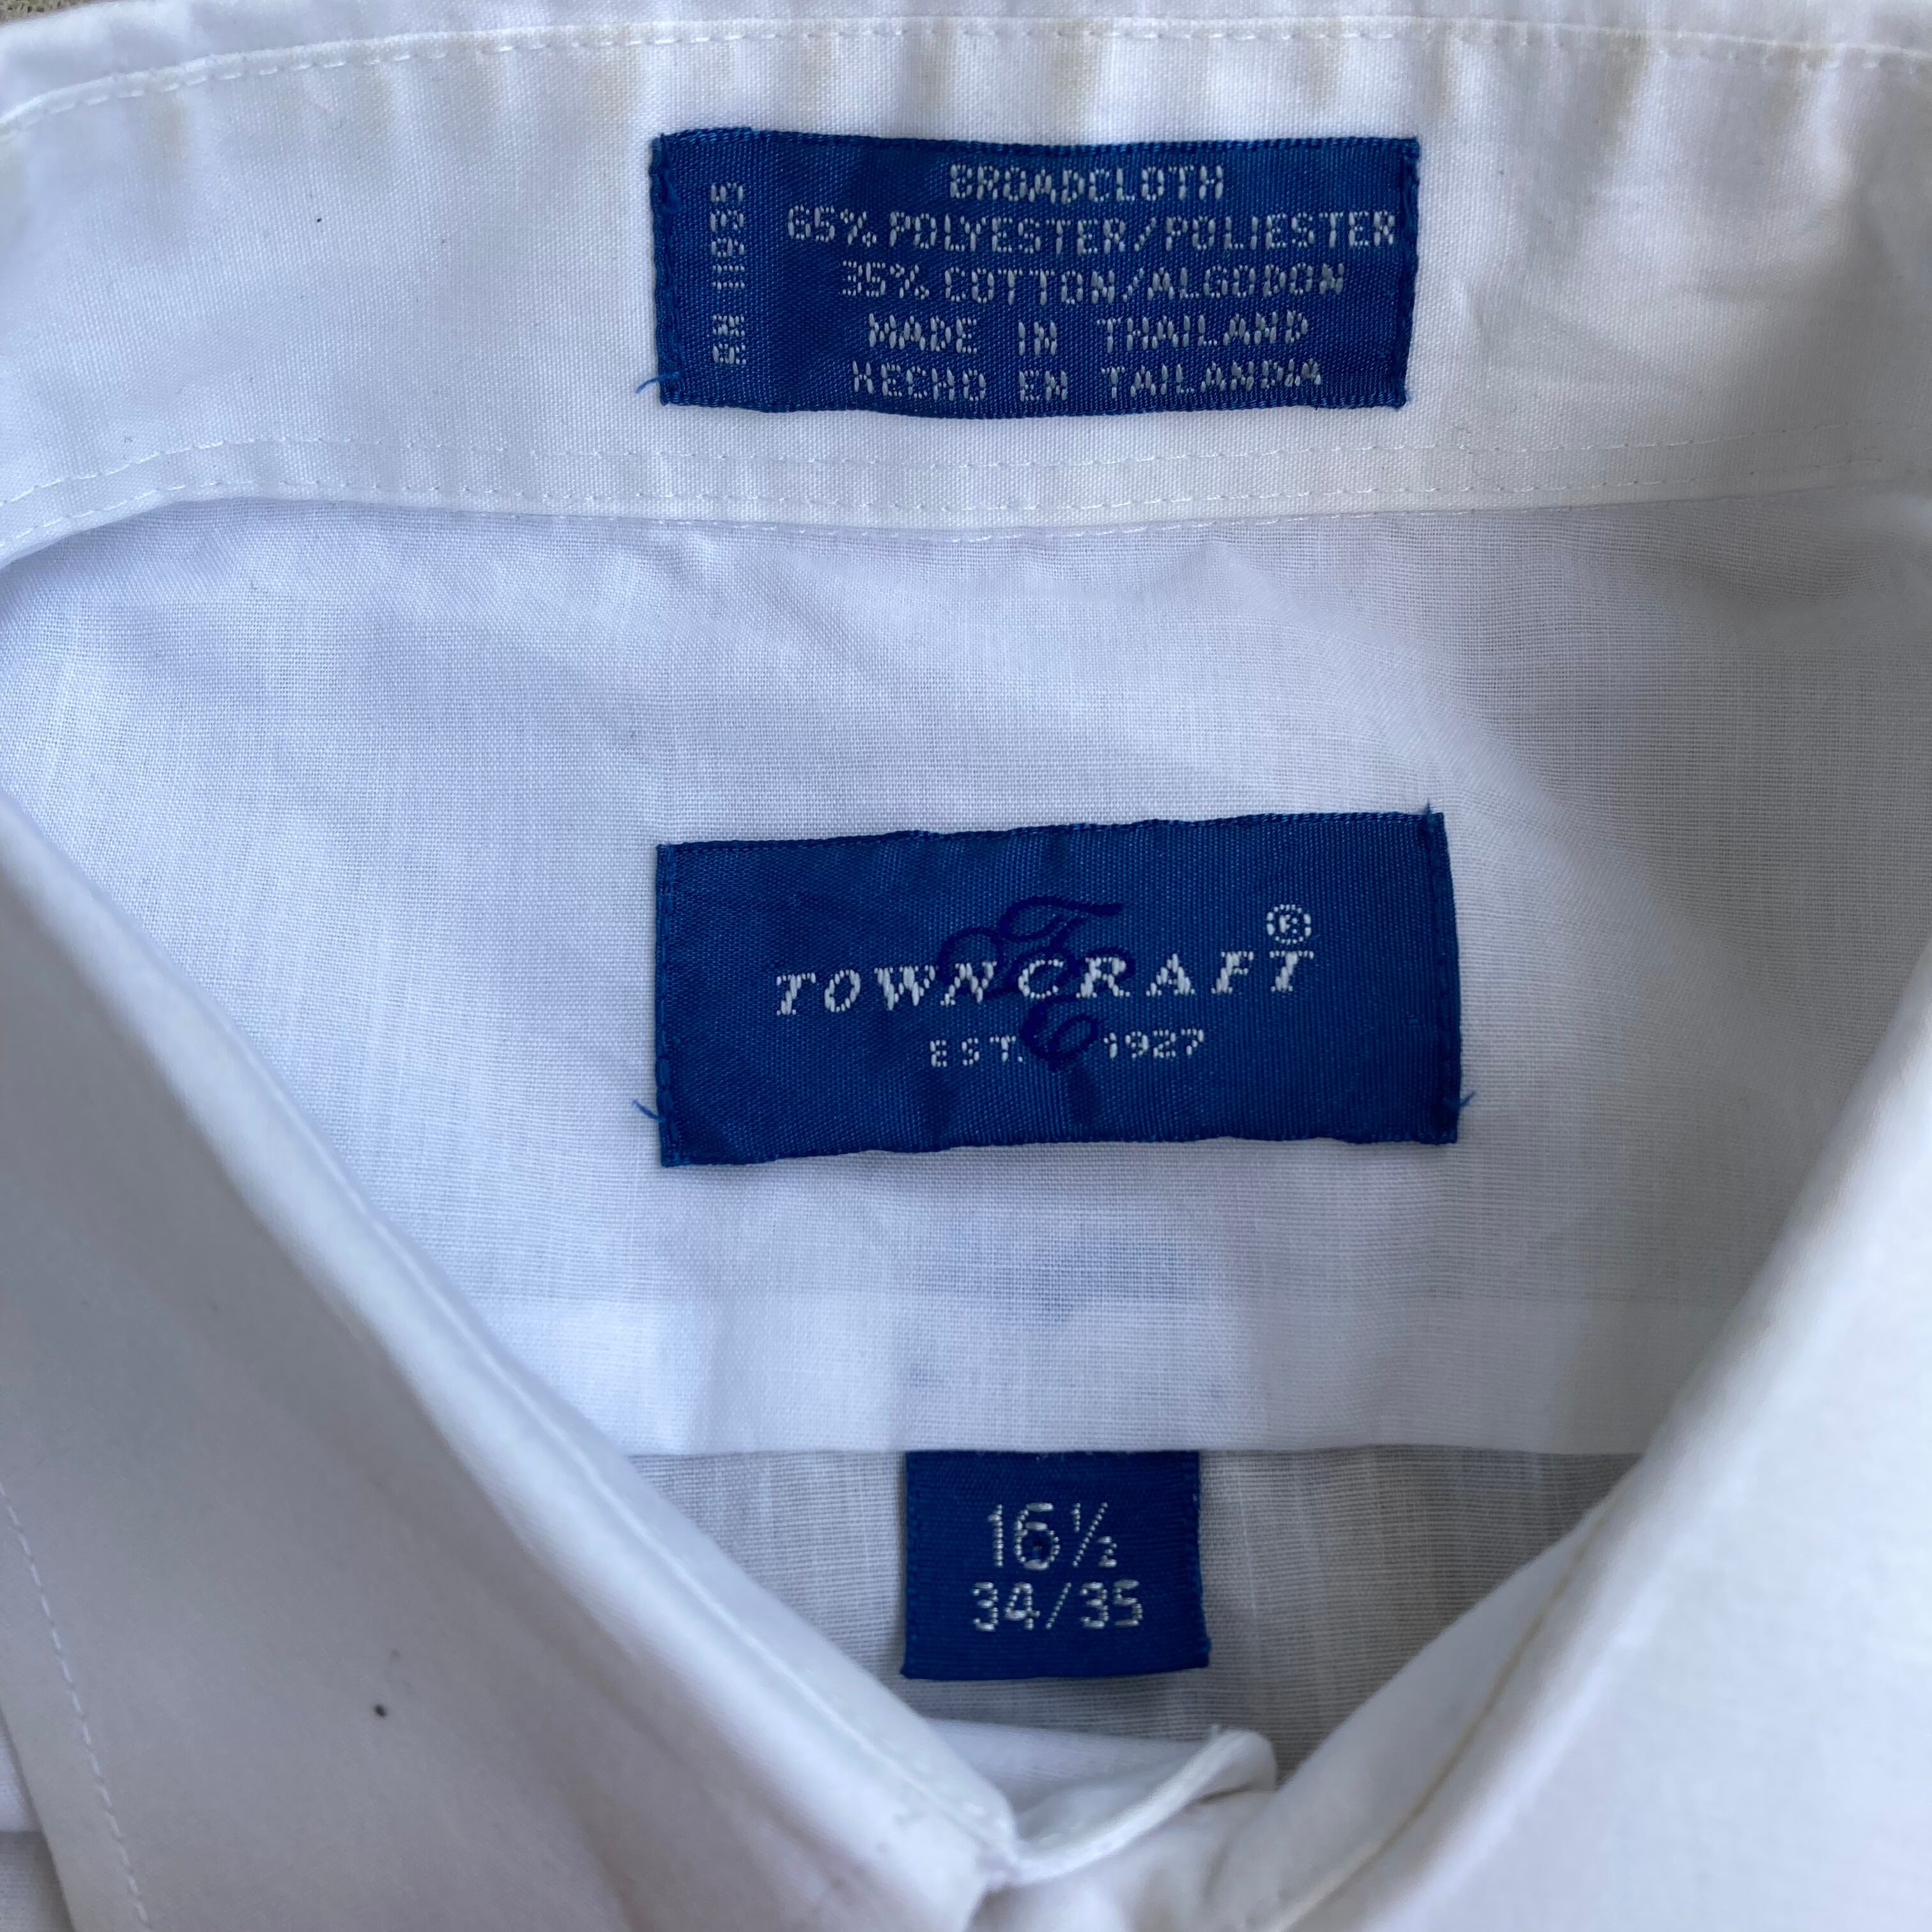 RN 11935
BROADCLOTH
65% POLYESTER/POLIESTER
35% COTTON/ALGODON
MADE IN THAILAND
HECHO EN TAILANDIA
TOWNCRAFT®
EST. 1927
16½
34/35